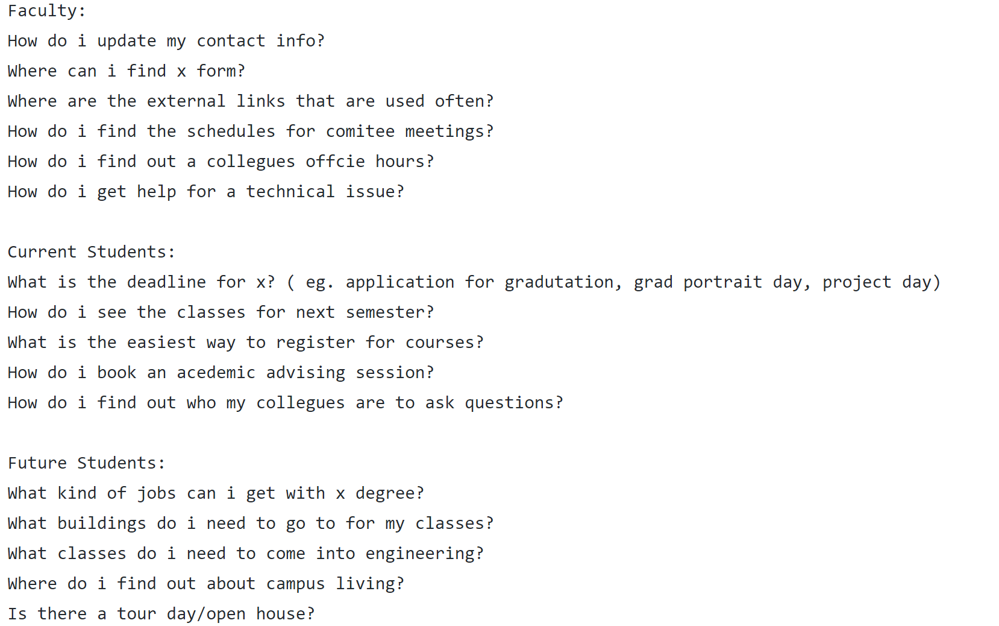 Faculty:
How do i update my contact info?
Where can i find x form?
Where are the external links that are used often?
How do i find the schedules for comitee meetings?
How do i find out a collegues offcie hours?
How do i get help for a technical issue?
Current Students:
What is the deadline for x? ( eg. application for gradutation, grad portrait day, project day)
How do i see the classes for next semester?
What is the easiest way to register for courses?
How do i book an acedemic advising session?
How do i find out who my collegues are to ask questions?
Future Students:
What kind of jobs can i get with x degree?
What buildings do i need to go to for my classes?
What classes do i need to come into engineering?
Where do i find out about campus living?
Is there a tour day/open house?